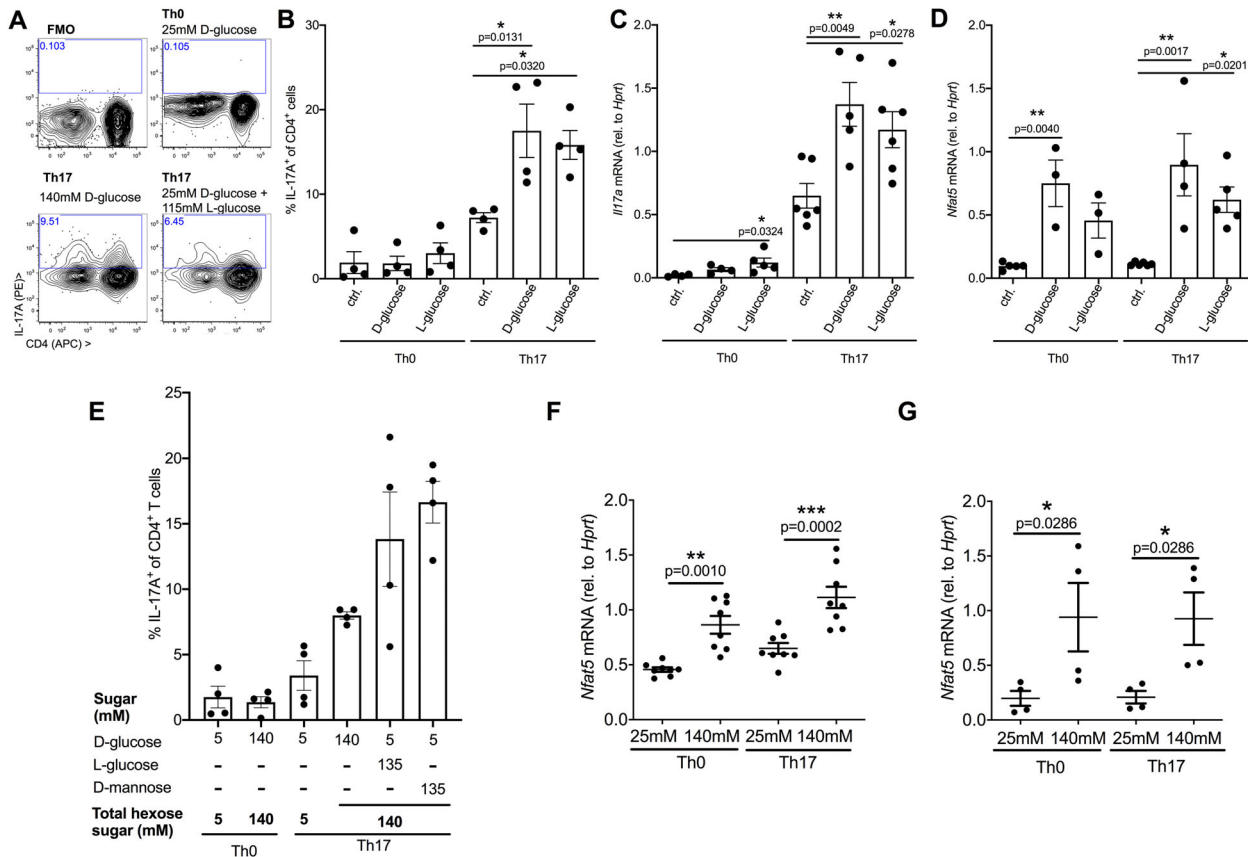 A
FMO
0.103
Th0
25mM D-glucose
0.105
Th17
140mM D-glucose
9.51
Th17
25mM D-glucose +
115mM L-glucose
6.45
IL-17A (PE)>
CD4 (APC) >
B
% IL-17A⁺ of CD4⁺ cells
30
20
10
0
*
p=0.0131
*
p=0.0320
ctrl.
D-glucose
L-glucose
ctrl.
D-glucose
L-glucose
Th0
Th17
C
Il17a mRNA (rel. to Hprt)
2.0
1.5
1.0
0.5
0.0
**
p=0.0049
*
p=0.0278
*
p=0.0324
ctrl.
D-glucose
L-glucose
ctrl.
D-glucose
L-glucose
Th0
Th17
D
Nfat5 mRNA (rel. to Hprt)
2.0
1.5
1.0
0.5
0.0
**
p=0.0040
**
p=0.0017
*
p=0.0201
ctrl.
D-glucose
L-glucose
ctrl.
D-glucose
L-glucose
Th0
Th17
E
% IL-17A⁺ of CD4⁺ T cells
25
20
15
10
5
0
Sugar
(mM)
D-glucose 5 140 5 140 5 5
L-glucose - - - - 135 -
D-mannose - - - - - 135
Total hexose
sugar (mM) 5 140 5 140
Th0
Th17
F
Nfat5 mRNA (rel. to Hprt)
2.0
1.5
1.0
0.5
0.0
**
p=0.0010
***
p=0.0002
25mM 140mM 25mM 140mM
Th0
Th17
G
Nfat5 mRNA (rel. to Hprt)
2.0
1.5
1.0
0.5
0.0
*
p=0.0286
*
p=0.0286
25mM 140mM 25mM 140mM
Th0
Th17